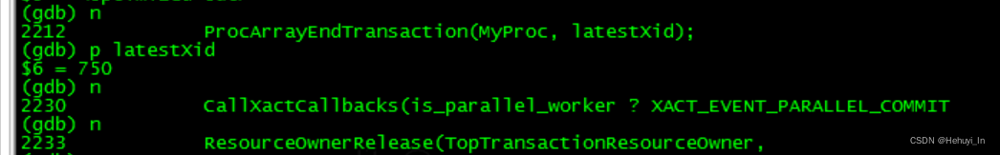 (gdb) n
2212 ProcArrayEndTransaction(MyProc, latestXid);
(gdb) p latestXid
$6 = 750
(gdb) n
2230 CallXactCallbacks(is_parallel_worker ? XACT_EVENT_PARALLEL_COMMIT
(gdb) n
2233 ResourceOwnerRelease(TopTransactionResourceOwner,
CSDN @Hehuyi_In